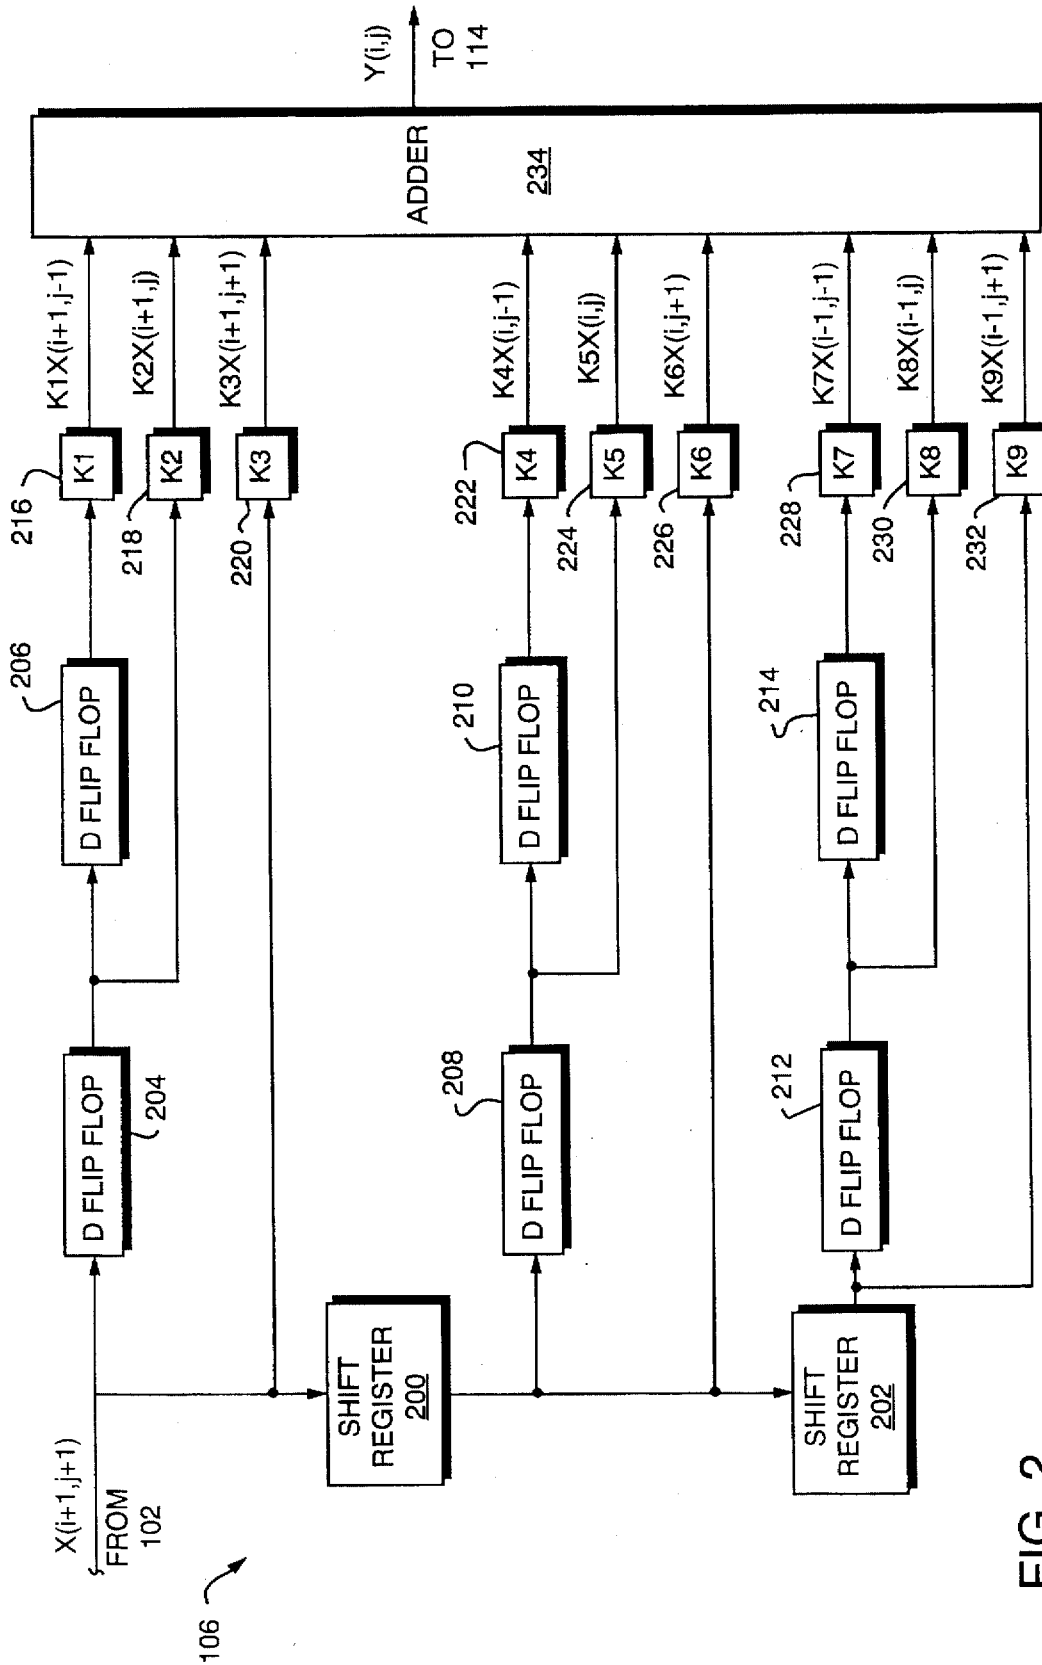 X(i+1,j+1)
FROM
102
106
D FLIP FLOP
204
D FLIP FLOP
206
216
K1
K1X(i+1,j-1)
218
K2
K2X(i+1,j)
220
K3
K3X(i+1,j+1)
SHIFT
REGISTER
200
D FLIP FLOP
208
D FLIP FLOP
210
222
K4
K4X(i,j-1)
224
K5
K5X(i,j)
226
K6
K6X(i,j+1)
SHIFT
REGISTER
202
D FLIP FLOP
212
D FLIP FLOP
214
228
K7
K7X(i-1,j-1)
230
K8
K8X(i-1,j)
232
K9
K9X(i-1,j+1)
ADDER
234
Y(i,j)
TO
114
FIG. 2